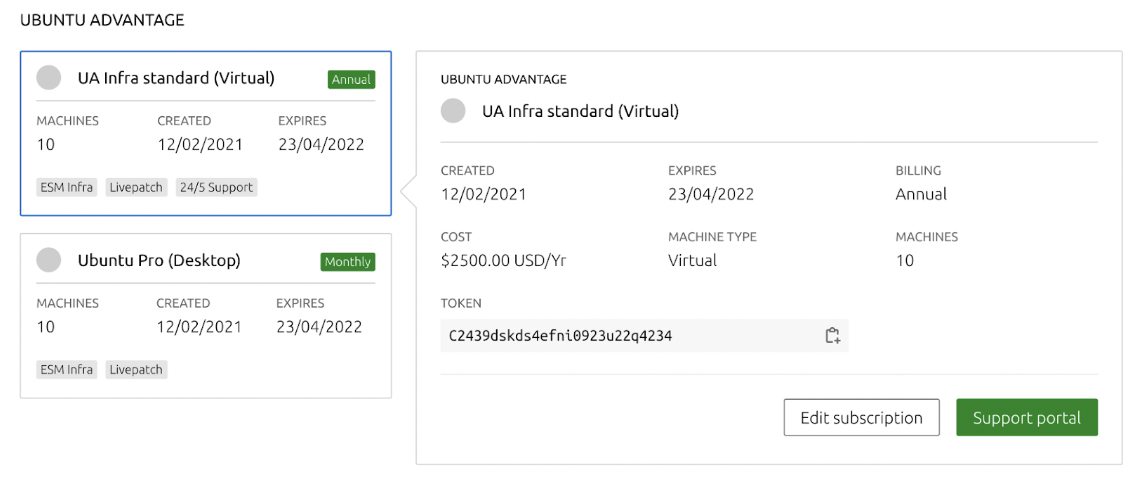 UBUNTU ADVANTAGE
UA Infra standard (Virtual) Annual
MACHINES CREATED EXPIRES
10 12/02/2021 23/04/2022
ESM Infra Livepatch 24/5 Support
Ubuntu Pro (Desktop) Monthly
MACHINES CREATED EXPIRES
10 12/02/2021 23/04/2022
ESM Infra Livepatch
UBUNTU ADVANTAGE
UA Infra standard (Virtual)
CREATED EXPIRES BILLING
12/02/2021 23/04/2022 Annual
COST MACHINE TYPE MACHINES
$2500.00 USD/Yr Virtual 10
TOKEN
C2439dskds4efni0923u22q4234
Edit subscription Support portal